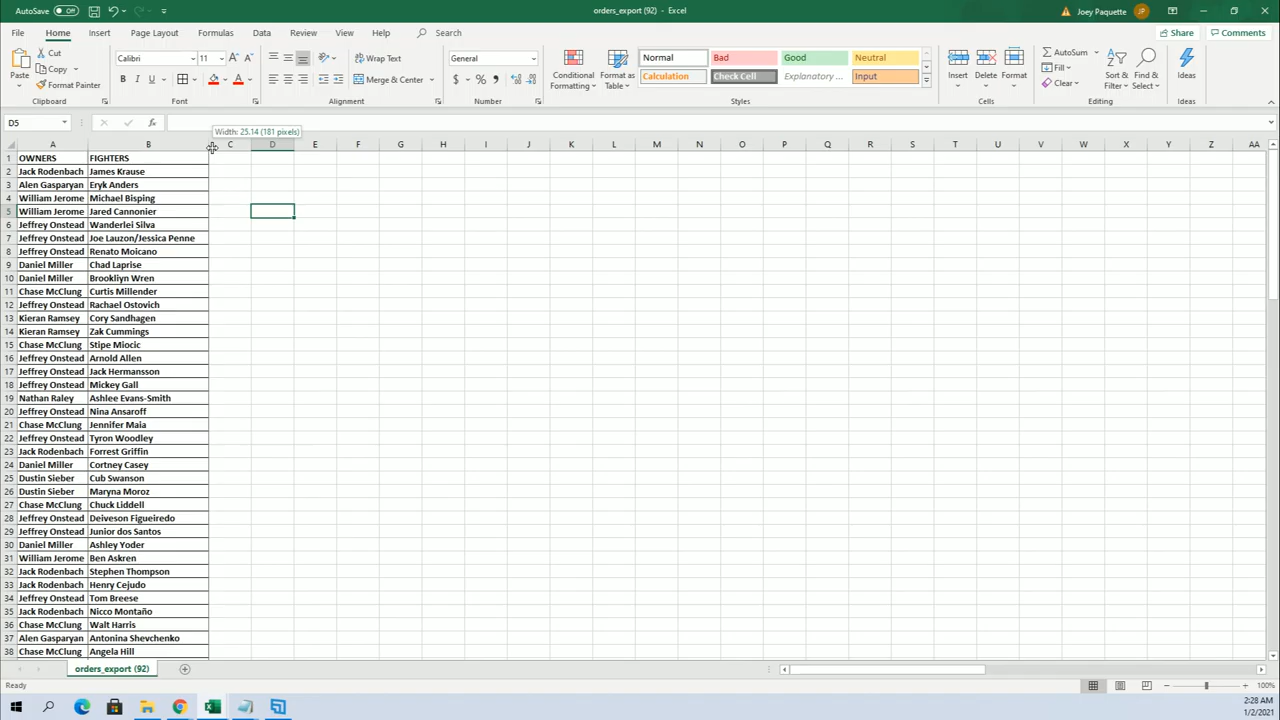 AutoSave Off orders_export (92) - Excel Joey Paquette JP
File Home Insert Page Layout Formulas Data Review View Help Search Share Comments
Cut
Copy
Format Painter
Paste
Clipboard
Calibri 11
B I U
Font
Wrap Text
Merge & Center
Alignment
General
$ % ,
Number
Conditional Formatting
Format as Table
Normal Bad Good Neutral
Calculation Check Cell Explanatory ... Input
Styles
Insert Delete Format
Cells
AutoSum
Fill
Clear
Sort & Filter
Find & Select
Editing
Ideas
Ideas
D5 fx
Width: 25.14 (181 pixels)
A B C D E F G H I J K L M N O P Q R S T U V W X Y Z AA
1 OWNERS FIGHTERS
2 Jack Rodenbach James Krause
3 Alen Gasparyan Eryk Anders
4 William Jerome Michael Bisping
5 William Jerome Jared Cannonier
6 Jeffrey Onstead Wanderlei Silva
7 Jeffrey Onstead Joe Lauzon/Jessica Penne
8 Jeffrey Onstead Renato Moicano
9 Daniel Miller Chad Laprise
10 Daniel Miller Brookliyn Wren
11 Chase McClung Curtis Millender
12 Jeffrey Onstead Rachael Ostovich
13 Kieran Ramsey Cory Sandhagen
14 Kieran Ramsey Zak Cummings
15 Chase McClung Stipe Miocic
16 Jeffrey Onstead Arnold Allen
17 Jeffrey Onstead Jack Hermansson
18 Jeffrey Onstead Mickey Gall
19 Nathan Raley Ashlee Evans-Smith
20 Jeffrey Onstead Nina Ansaroff
21 Chase McClung Jennifer Maia
22 Jeffrey Onstead Tyron Woodley
23 Jack Rodenbach Forrest Griffin
24 Daniel Miller Cortney Casey
25 Dustin Sieber Cub Swanson
26 Dustin Sieber Maryna Moroz
27 Chase McClung Chuck Liddell
28 Jeffrey Onstead Deiveson Figueiredo
29 Jeffrey Onstead Junior dos Santos
30 Daniel Miller Ashley Yoder
31 William Jerome Ben Askren
32 Jack Rodenbach Stephen Thompson
33 Jack Rodenbach Henry Cejudo
34 Jeffrey Onstead Tom Breese
35 Jack Rodenbach Nicco Montaño
36 Chase McClung Walt Harris
37 Alen Gasparyan Antonina Shevchenko
38 Chase McClung Angela Hill
orders_export (92)
Ready 100%
2:28 AM
1/2/2021